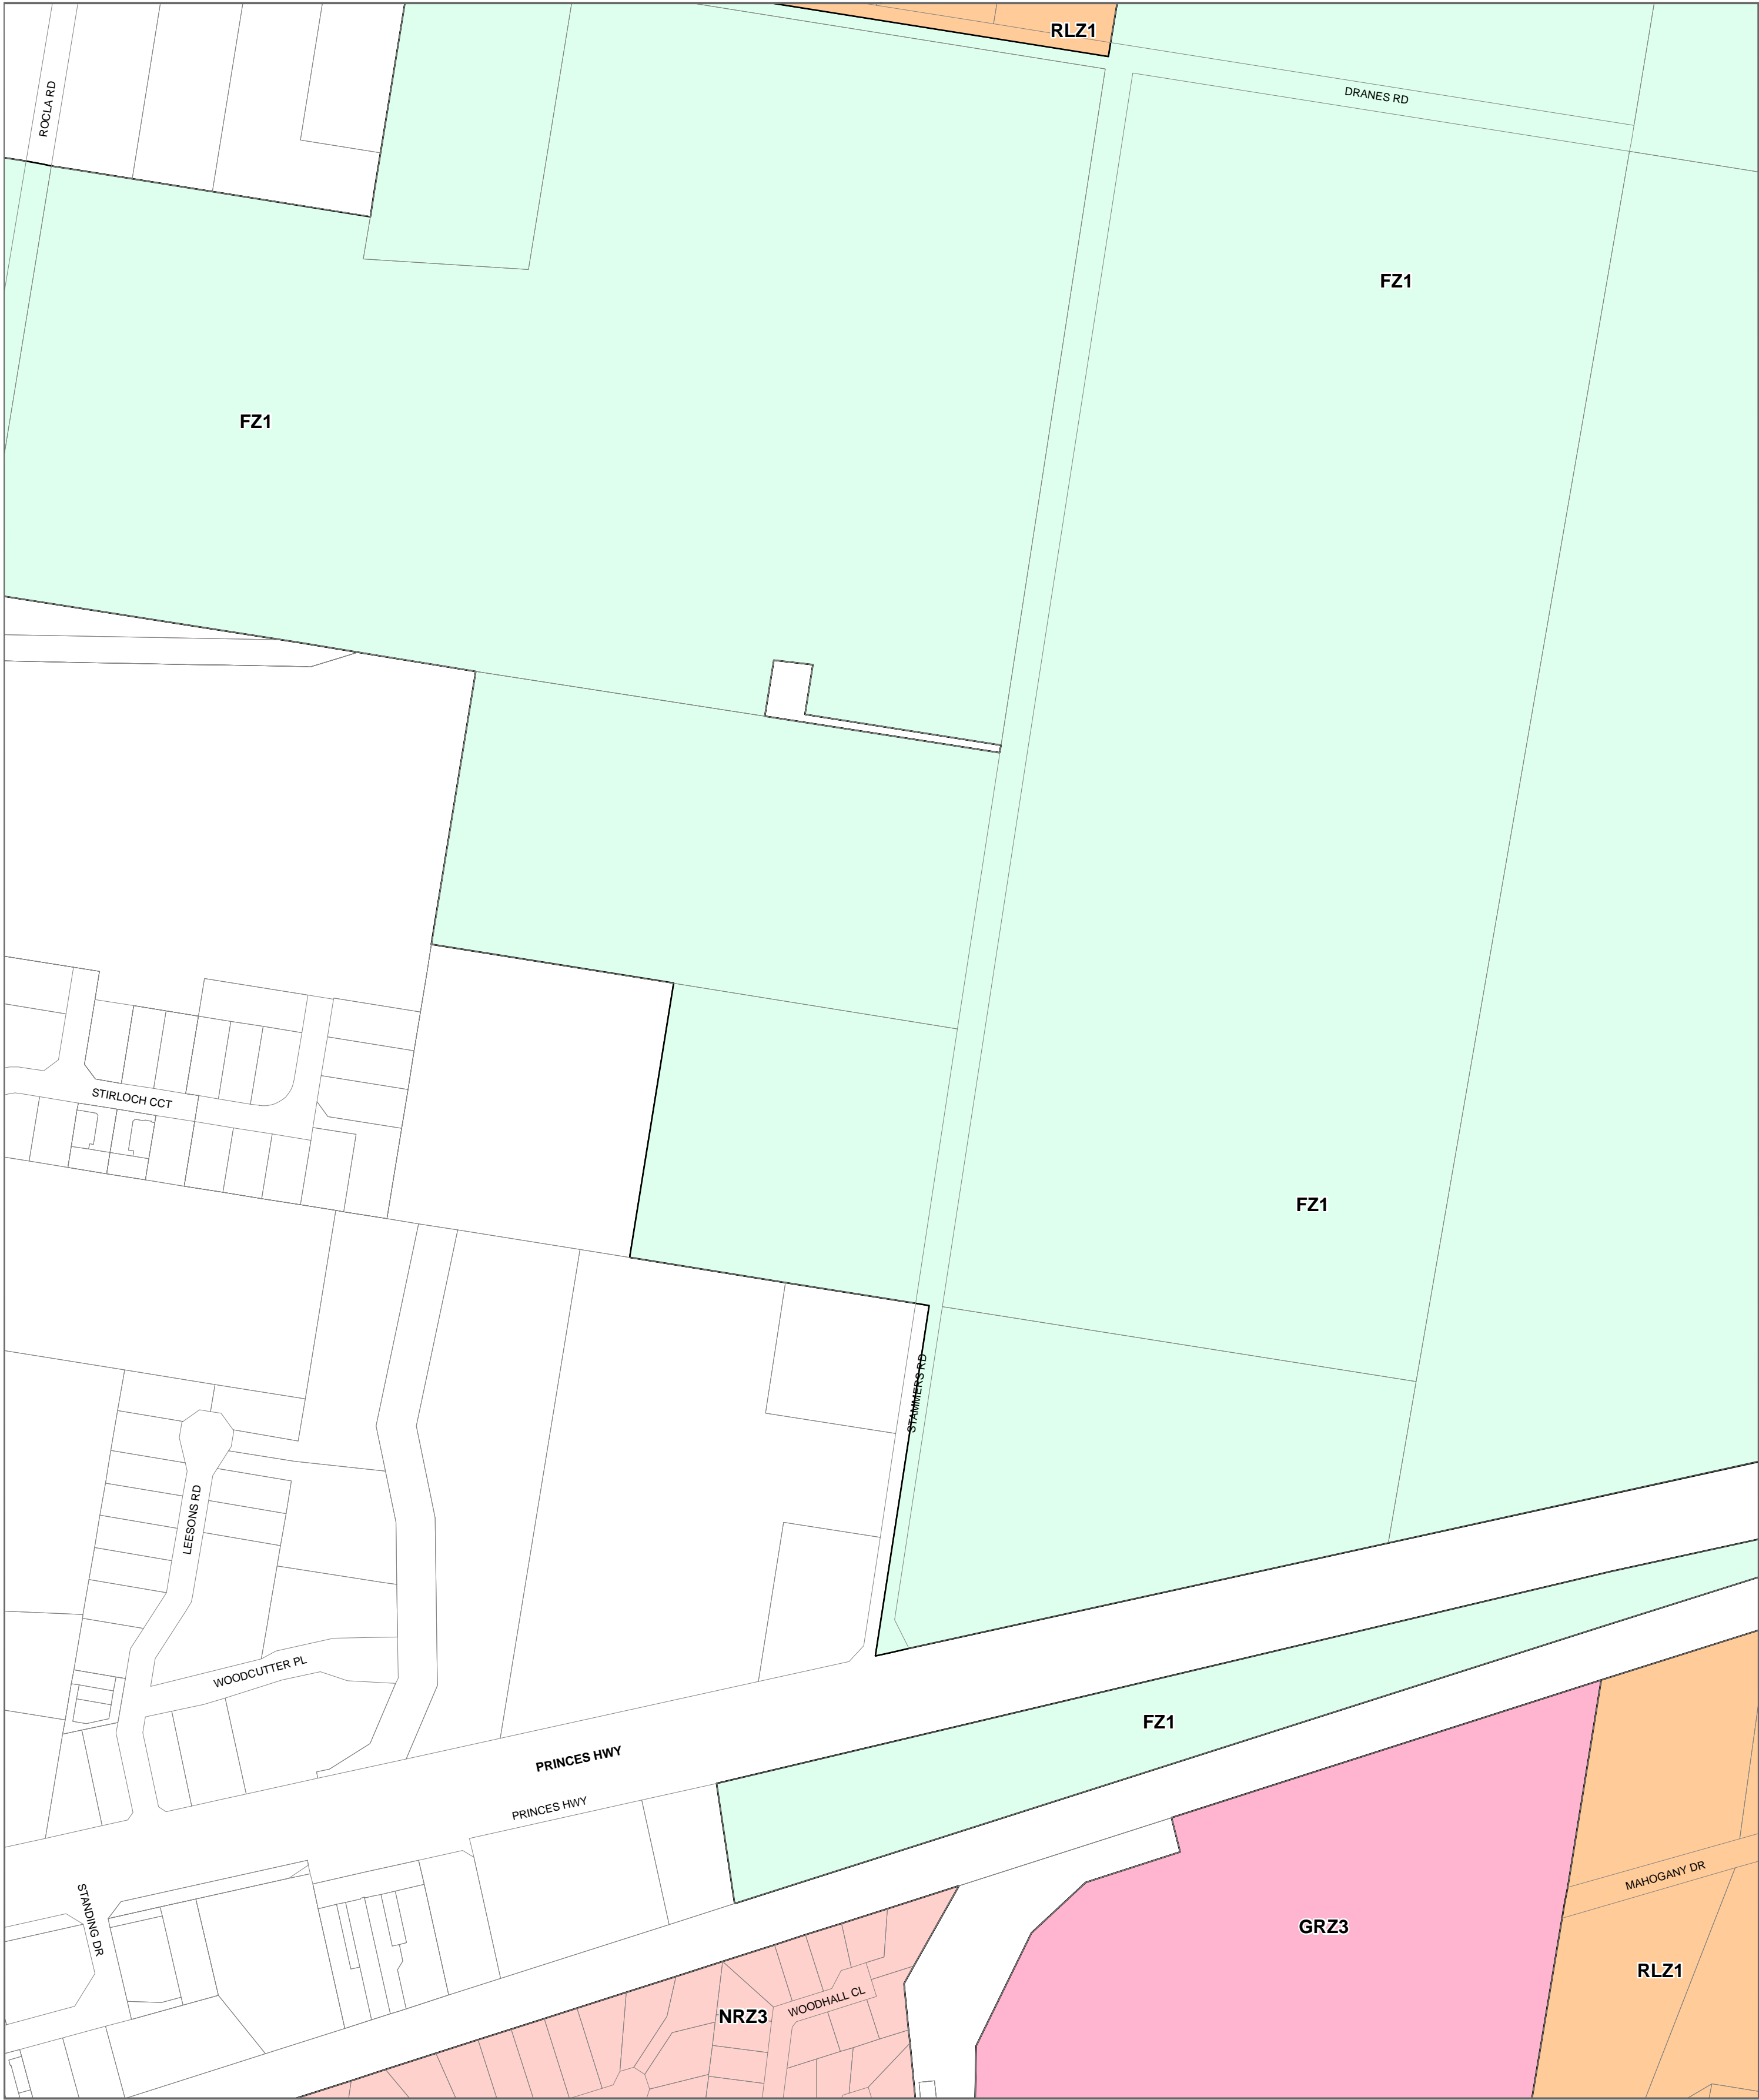 RLZ1
ROCLA RD
DRANES RD
FZ1
FZ1
STIRLOCH CCT
FZ1
STAMMERS RD
LEESONS RD
WOODCUTTER PL
FZ1
PRINCES HWY
PRINCES HWY
MAHOGANY DR
STANDING DR
GRZ3
RLZ1
WOODHALL CL
NRZ3